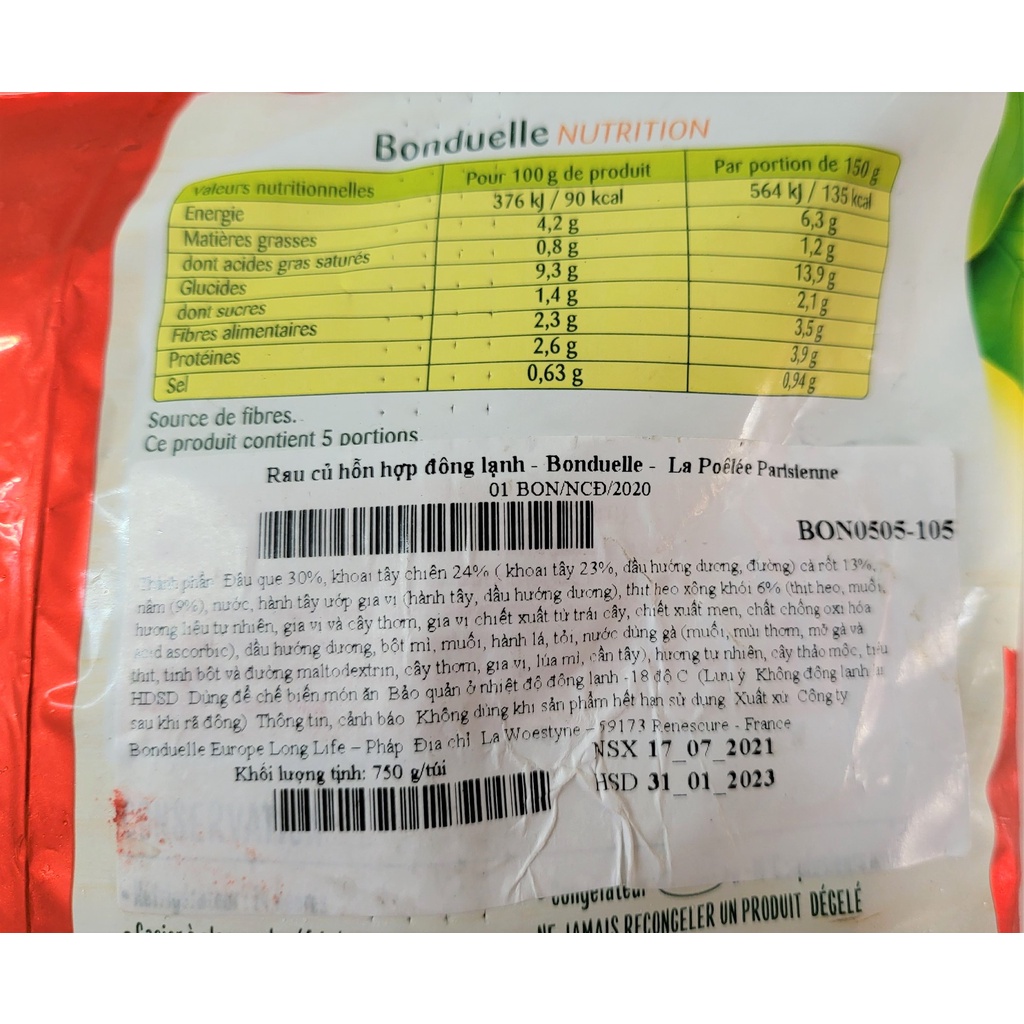 Bonduelle NUTRITION
Valeurs nutritionnelles Pour 100 g de produit Par portion de 150 g
Energie 376 kJ / 90 kcal 564 kJ / 135 kcal
Matières grasses 4,2 g 6,3 g
dont acides gras saturés 0,8 g 1,2 g
Glucides 9,3 g 13,9 g
dont sucres 1,4 g 2,1 g
Fibres alimentaires 2,3 g 3,5 g
Protéines 2,6 g 3,9 g
Sel 0,63 g 0,94 g
Source de fibres.
Ce produit contient 5 portions.
Rau củ hỗn hợp đông lạnh - Bonduelle - La Poêlée Parisienne
01 BON/NCĐ/2020
BON0505-105
Thành phần Đậu que 30%, khoai tây chiên 24% ( khoai tây 23%, dầu hướng dương, đường) cà rốt 13%,
nấm (9%), nước, hành tây ướp gia vị (hành tây, dầu hướng dương), thịt heo xông khói 6% (thịt heo, muối,
hương liệu tự nhiên, gia vị và cây thơm, gia vị chiết xuất từ trái cây, chiết xuất men, chất chống oxi hóa
ascorbic), dầu hướng dương, bột mì, muối, hành lá, tỏi, nước dùng gà (muối, mùi thơm, mỡ gà và
thịt, tinh bột và đường maltodextrin, cây thơm, gia vị, lúa mì, cần tây), hương tự nhiên, cây thảo mộc, tiêu
HDSD Dùng để chế biến món ăn Bảo quản ở nhiệt độ đông lạnh -18 độ C (Lưu ý Không đông lạnh
sau khi rã đông) Thông tin, cảnh báo Không dùng khi sản phẩm hết hạn sử dụng Xuất xứ Công ty
Bonduelle Europe Long Life – Pháp Địa chỉ La Woestyne – 59173 Renescure - France
Khối lượng tịnh: 750 g/túi
NSX 17_07_2021
HSD 31_01_2023
congélateur
NE JAMAIS RECONGELER UN PRODUIT DÉGELÉ